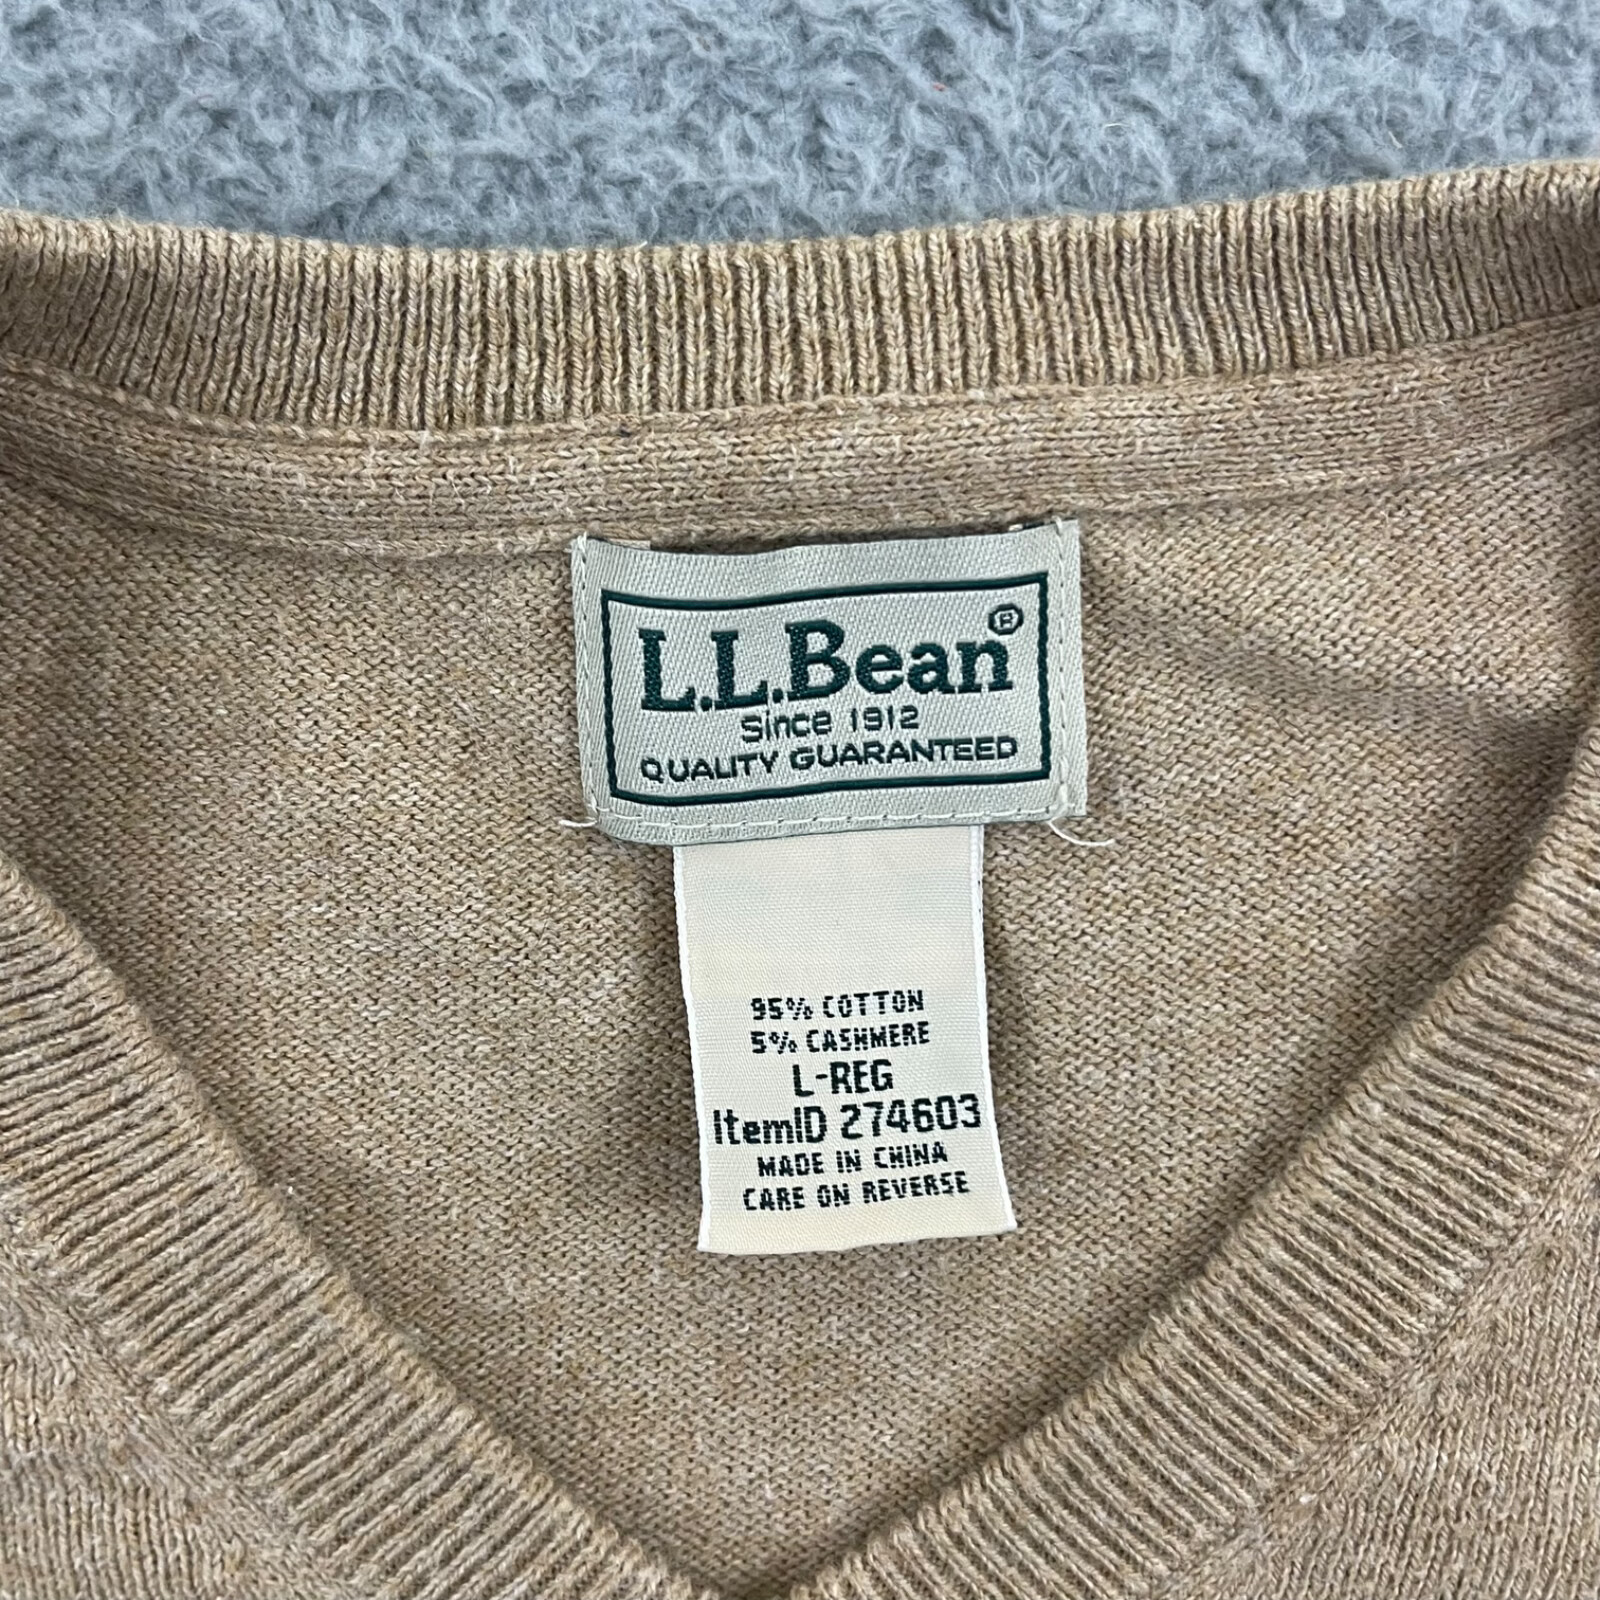 L.L.Bean®
Since 1912
QUALITY GUARANTEED
95% COTTON
5% CASHMERE
L-REG
ItemID 274603
MADE IN CHINA
CARE ON REVERSE